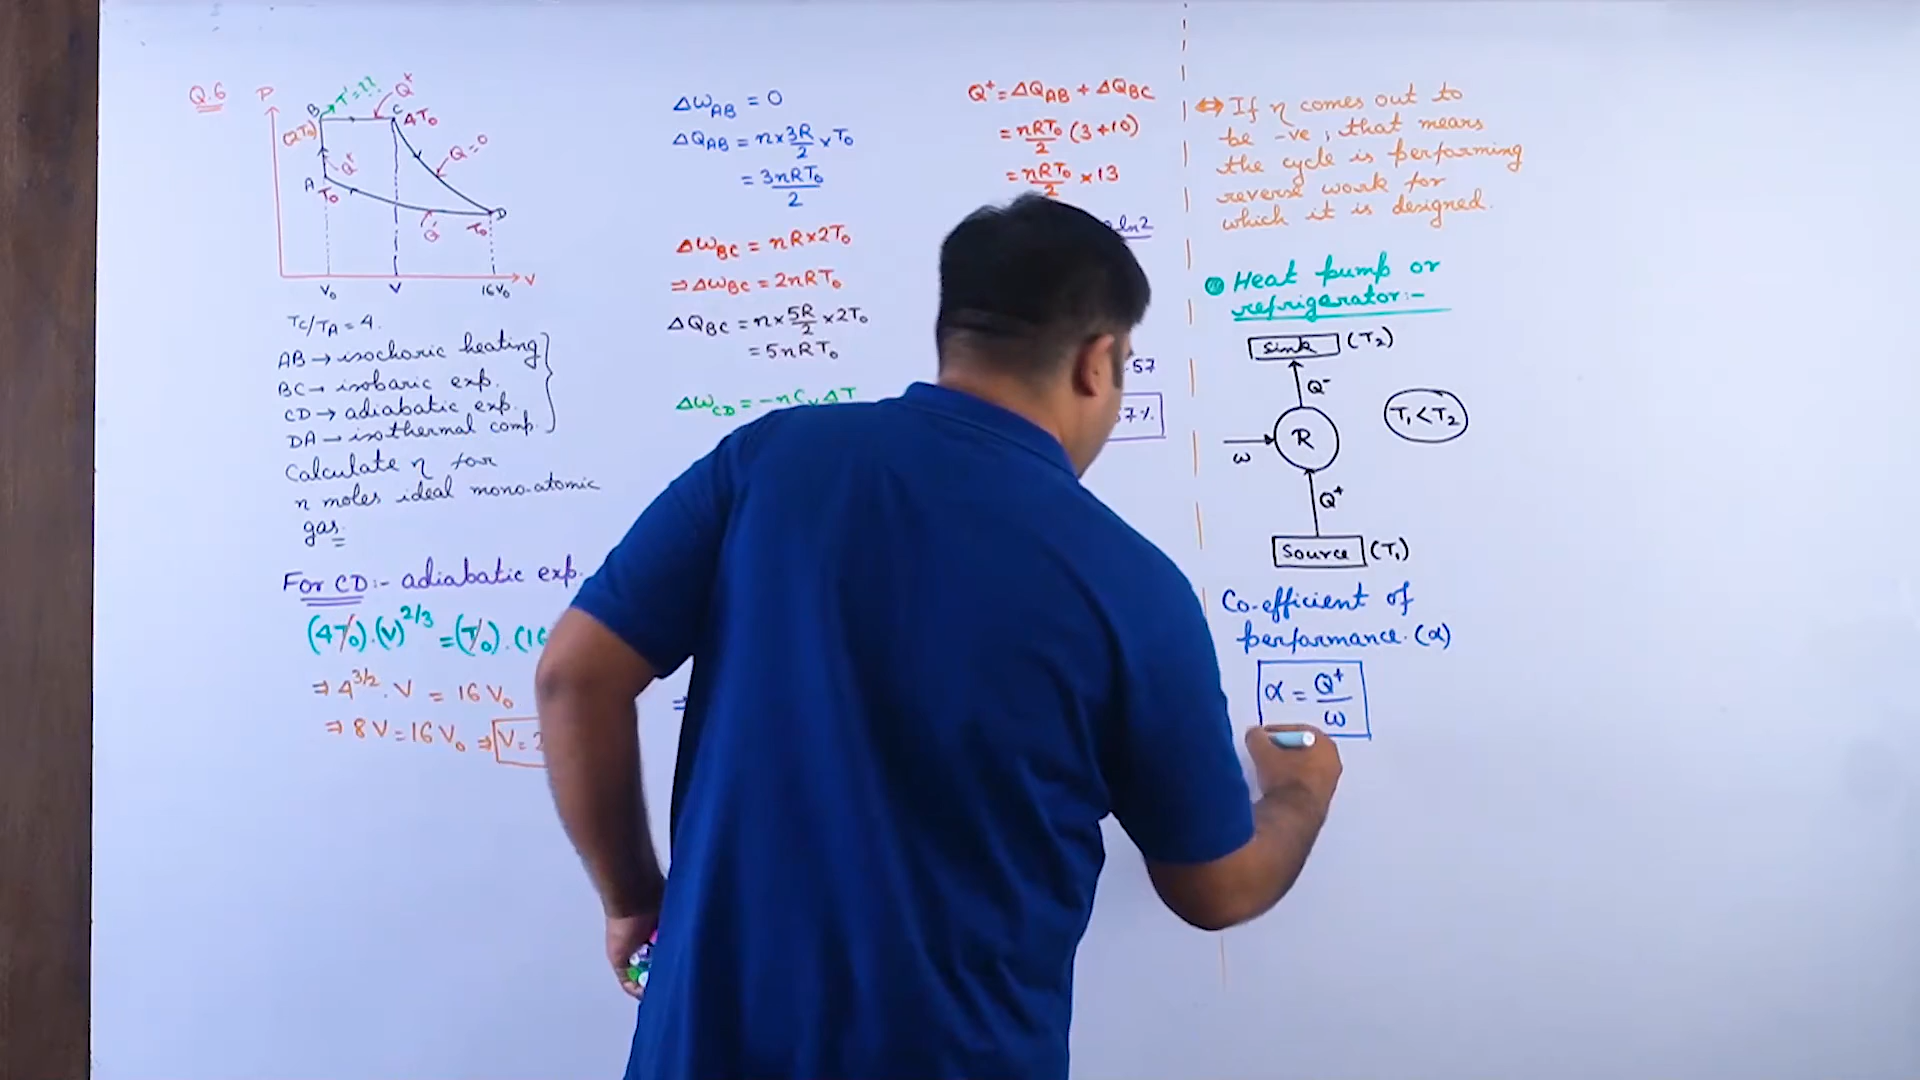 Q.6
P
B
T'=??
Q⁺
C
4T₀
(2T₀)
Q⁺
Q=0
A
T₀
Q⁻
T₀
D
V₀
V
16V₀
V
Tc/TA = 4.
AB → isochoric heating
BC → isobaric exp.
CD → adiabatic exp.
DA → isothermal comp.
Calculate η for
n moles ideal mono-atomic
gas.
For CD:- adiabatic exp.
(4T₀).(V)^2/3 = (T₀).(16
⇒ 4^3/2 . V = 16 V₀
⇒ 8V = 16 V₀ ⇒ V = 2
ΔW_AB = 0
ΔQ_AB = n × 3R/2 × T₀
= 3nRT₀/2
ΔW_BC = nR × 2T₀
⇒ ΔW_BC = 2nRT₀
ΔQ_BC = n × 5R/2 × 2T₀
= 5nRT₀
ΔW_CD = -nCvΔT
⇒
Q⁺ = ΔQ_AB + ΔQ_BC
= nRT₀/2 (3+10)
= nRT₀/2 × 13
ln2
.57
57%
⇔ If η comes out to
be -ve, that means
the cycle is performing
reverse work for
which it is designed.
Heat pump or
refrigerator:-
Sink (T₂)
Q⁻
T₁ < T₂
R
ω
Q⁺
Source (T₁)
Co-efficient of
performance. (α)
α = Q⁺/ω